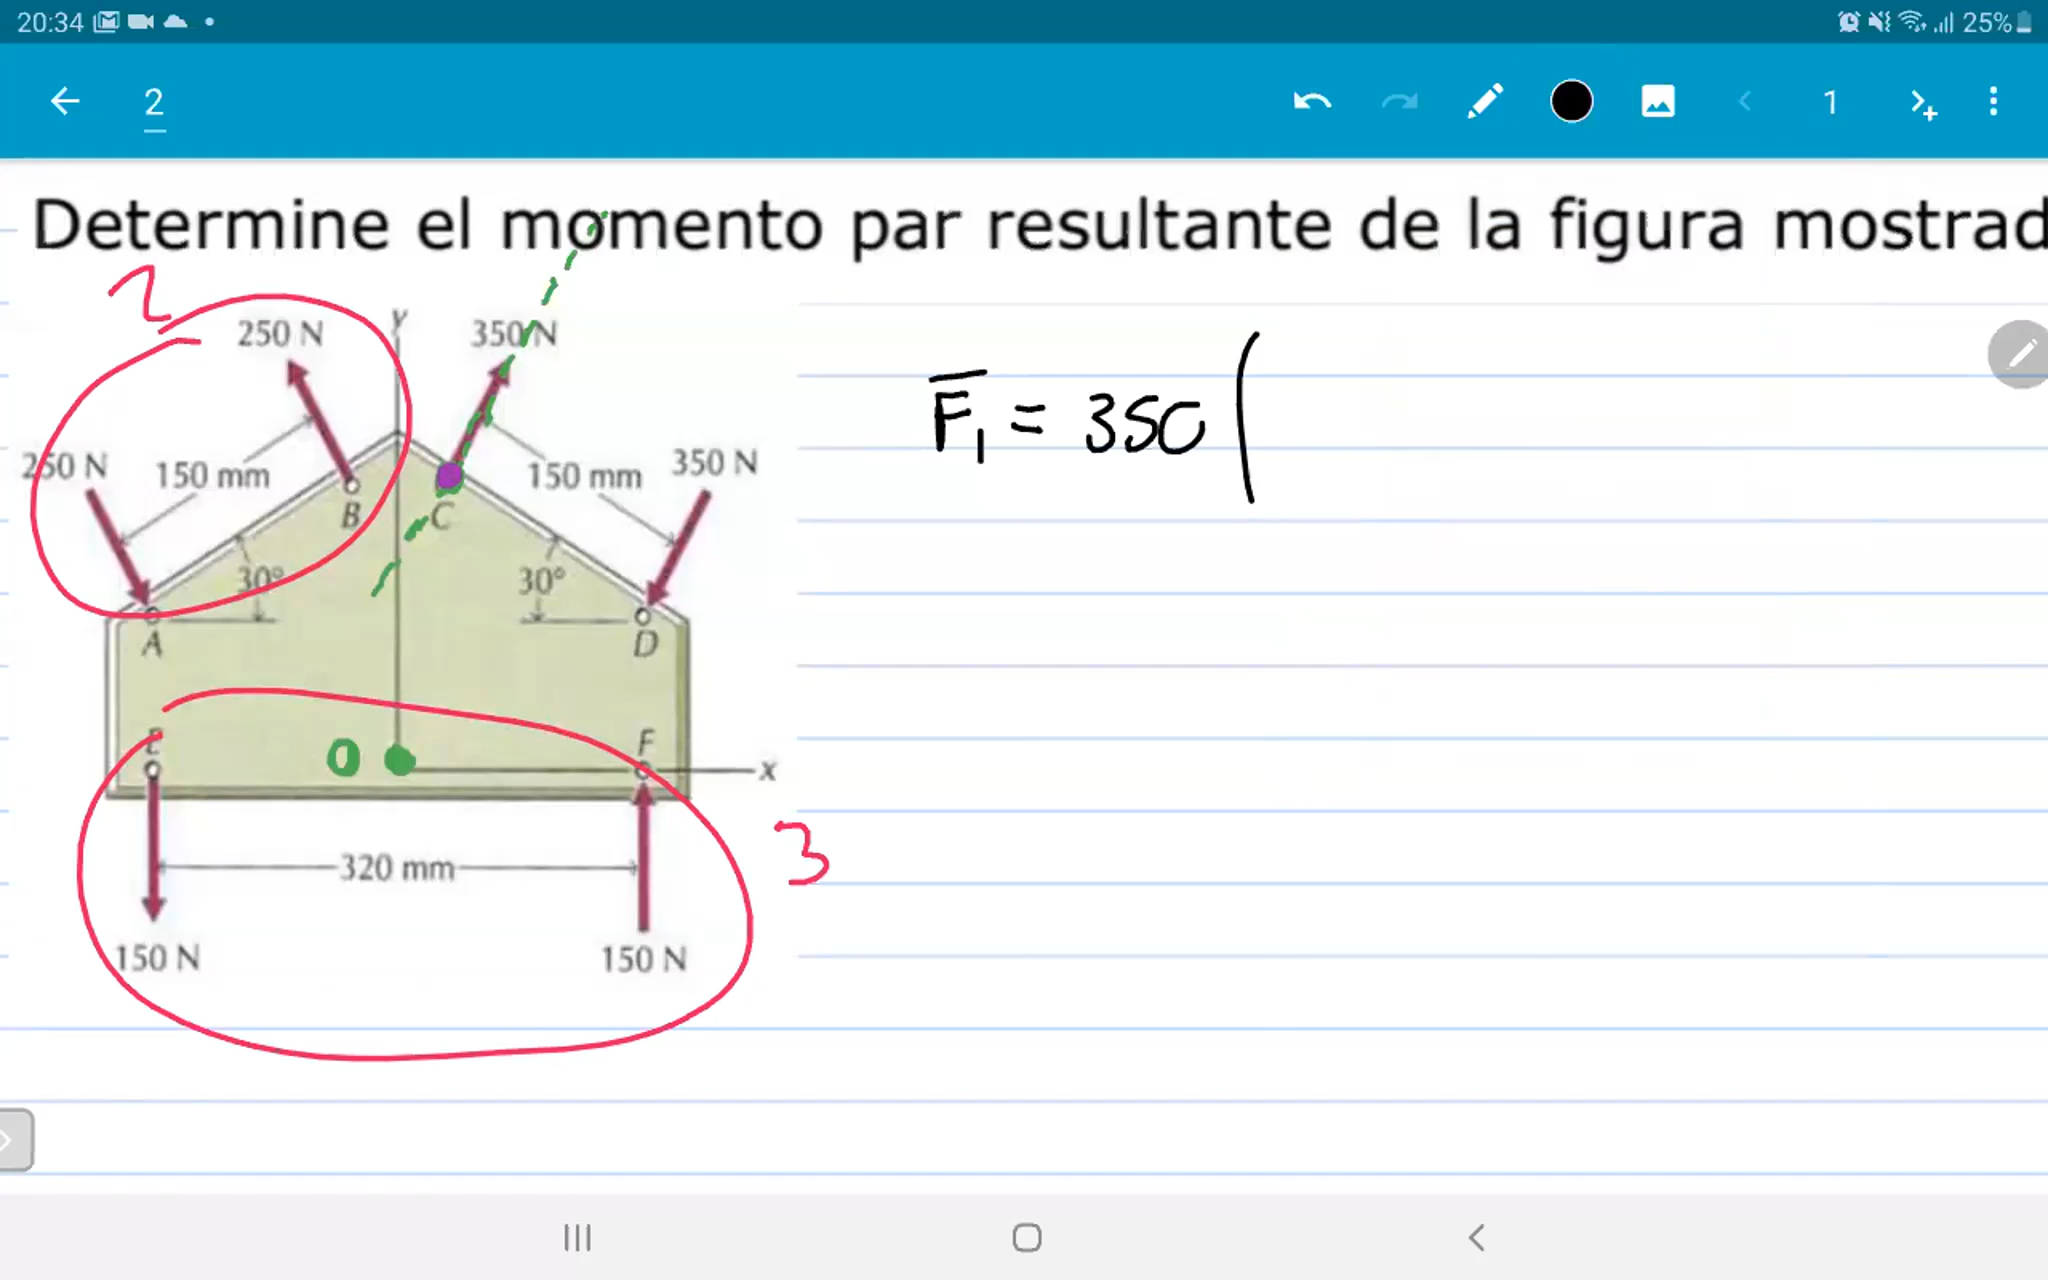 20:34 25%
2 1
Determine el momento par resultante de la figura mostrad
2
250 N y 350 N
F₁ = 350 (
250 N 150 mm 150 mm 350 N
B C
30° 30°
A D
E O F x
3
320 mm
150 N 150 N